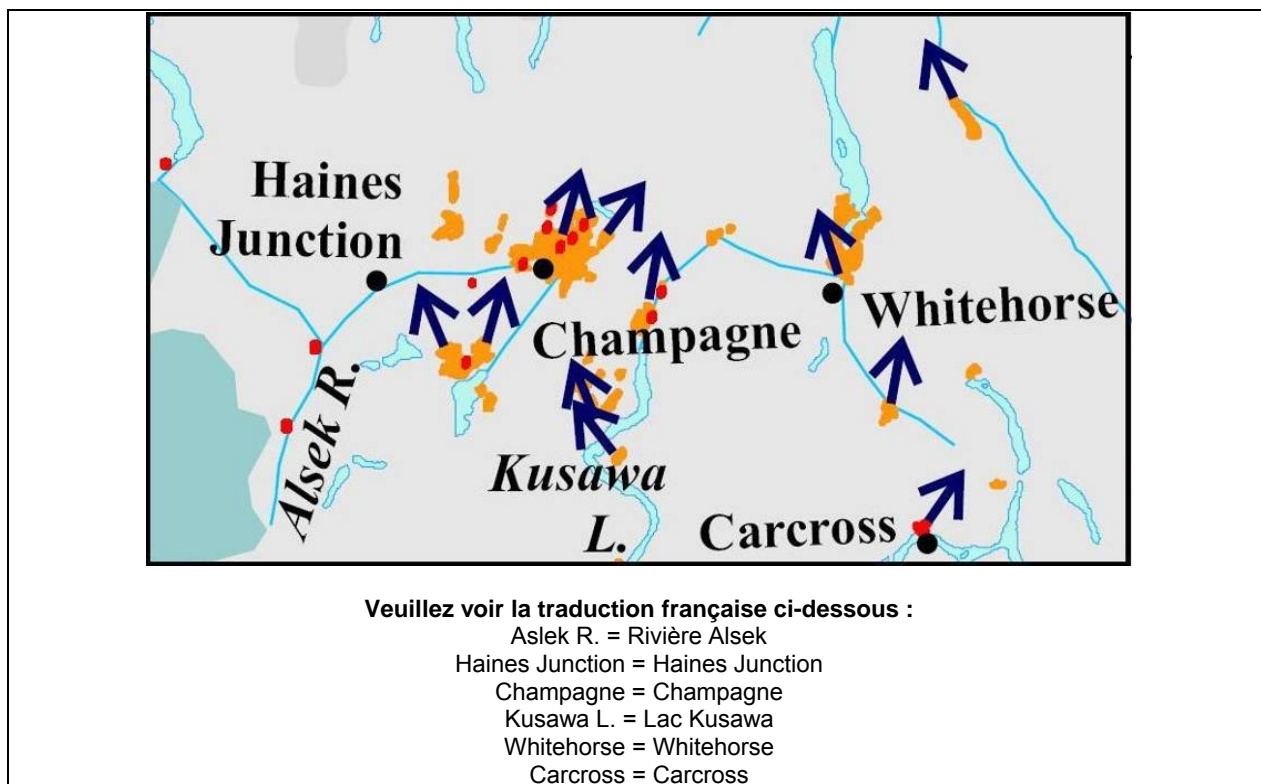 Haines
Junction
Champagne
Whitehorse
Alsek R.
Kusawa
L.
Carcross
Veuillez voir la traduction française ci-dessous :
Aslek R. = Rivière Alsek
Haines Junction = Haines Junction
Champagne = Champagne
Kusawa L. = Lac Kusawa
Whitehorse = Whitehorse
Carcross = Carcross